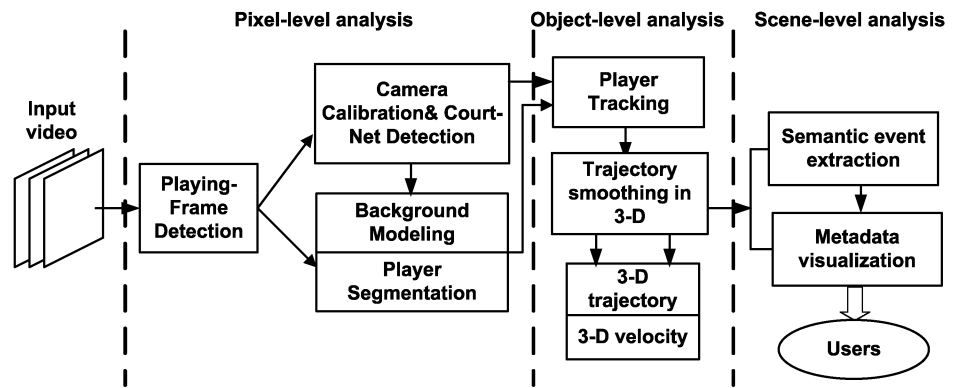 Pixel-level analysis
Object-level analysis
Scene-level analysis
Input
video
Playing-
Frame
Detection
Camera
Calibration& Court-
Net Detection
Background
Modeling
Player
Segmentation
Player
Tracking
Trajectory
smoothing in
3-D
3-D
trajectory
3-D velocity
Semantic event
extraction
Metadata
visualization
Users